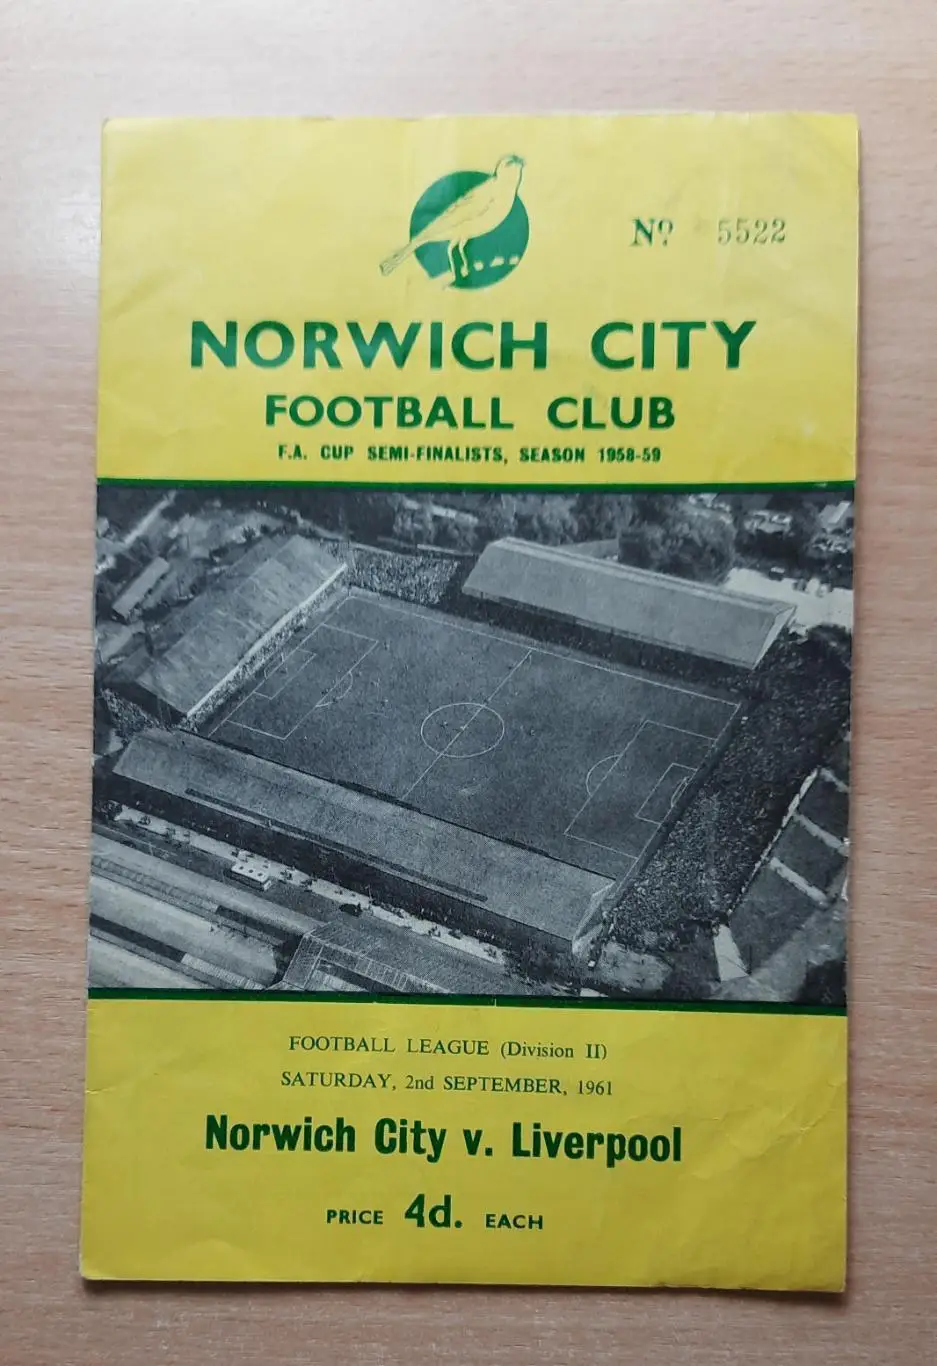 Nº 5522
NORWICH CITY
FOOTBALL CLUB
F.A. CUP SEMI-FINALISTS, SEASON 1958-59
FOOTBALL LEAGUE (Division II)
SATURDAY, 2nd SEPTEMBER, 1961
Norwich City v. Liverpool
PRICE 4d. EACH